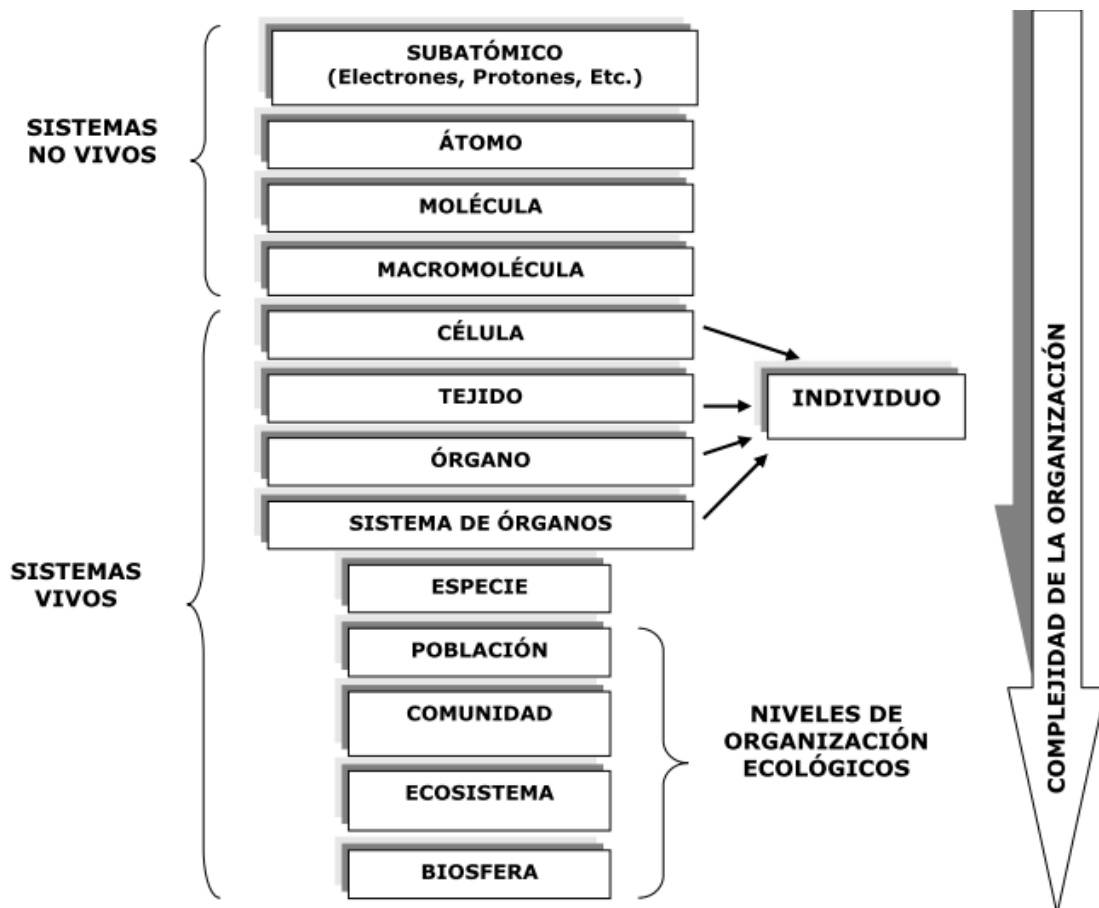 SUBATÓMICO
(Electrones, Protones, Etc.)
SISTEMAS
NO VIVOS
ÁTOMO
MOLÉCULA
MACROMOLÉCULA
CÉLULA
TEJIDO
INDIVIDUO
ÓRGANO
SISTEMA DE ÓRGANOS
SISTEMAS
VIVOS
ESPECIE
POBLACIÓN
COMUNIDAD
ECOSISTEMA
BIOSFERA
NIVELES DE
ORGANIZACIÓN
ECOLÓGICOS
COMPLEJIDAD DE LA ORGANIZACIÓN